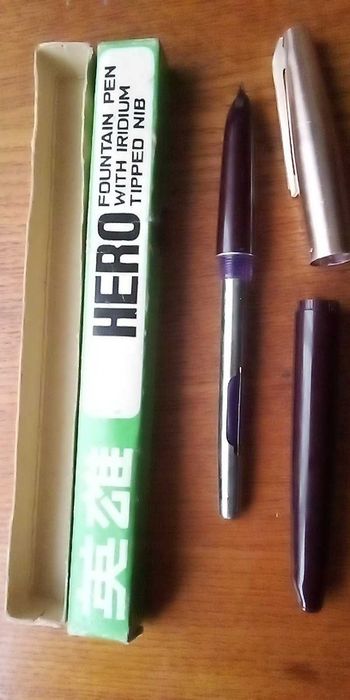 HERO
FOUNTAIN PEN
WITH IRIDIUM
TIPPED NIB
英雄